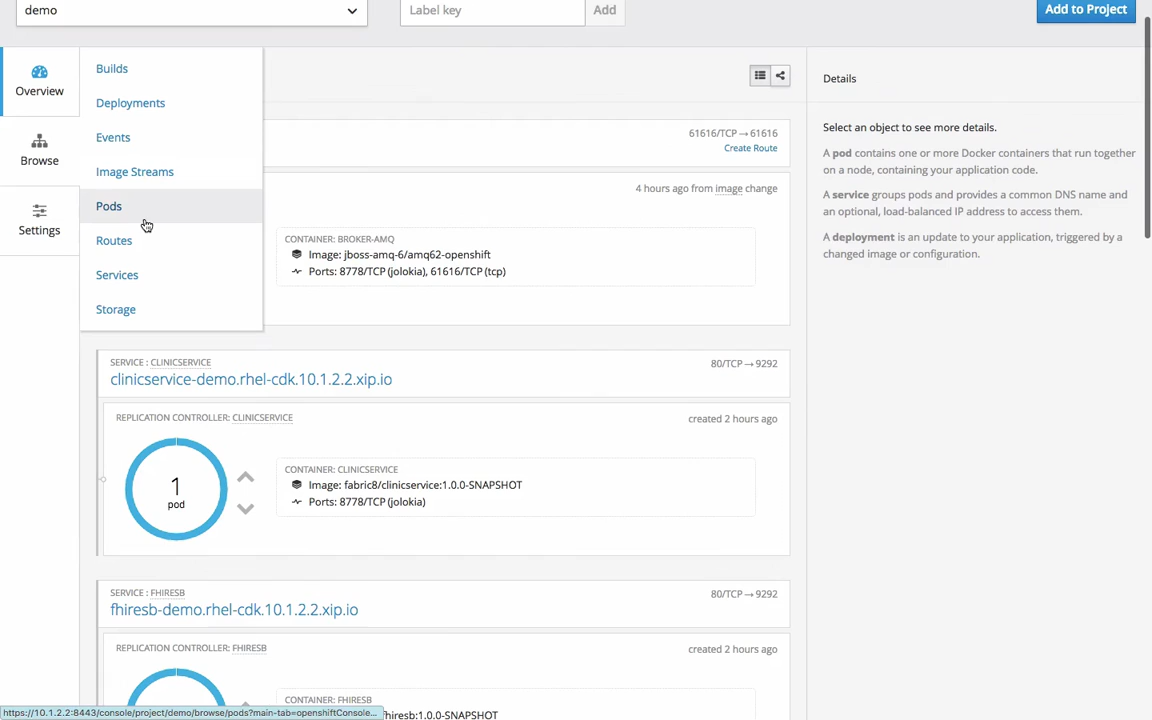 demo
Label key
Add
Add to Project
Overview
Browse
Settings
Builds
Deployments
Events
Image Streams
Pods
Routes
Services
Storage
61616/TCP → 61616
Create Route
4 hours ago from image change
CONTAINER: BROKER-AMQ
Image: jboss-amq-6/amq62-openshift
Ports: 8778/TCP (jolokia), 61616/TCP (tcp)
SERVICE : CLINICSERVICE
80/TCP → 9292
clinicservice-demo.rhel-cdk.10.1.2.2.xip.io
REPLICATION CONTROLLER: CLINICSERVICE
created 2 hours ago
1
pod
CONTAINER: CLINICSERVICE
Image: fabric8/clinicservice:1.0.0-SNAPSHOT
Ports: 8778/TCP (jolokia)
SERVICE : FHIRESB
80/TCP → 9292
fhiresb-demo.rhel-cdk.10.1.2.2.xip.io
REPLICATION CONTROLLER: FHIRESB
created 2 hours ago
CONTAINER: FHIRESB
hiresb:1.0.0-SNAPSHOT
https://10.1.2.2:8443/console/project/demo/browse/pods?main-tab=openshiftConsole...
Details
Select an object to see more details.
A pod contains one or more Docker containers that run together
on a node, containing your application code.
A service groups pods and provides a common DNS name and
an optional, load-balanced IP address to access them.
A deployment is an update to your application, triggered by a
changed image or configuration.